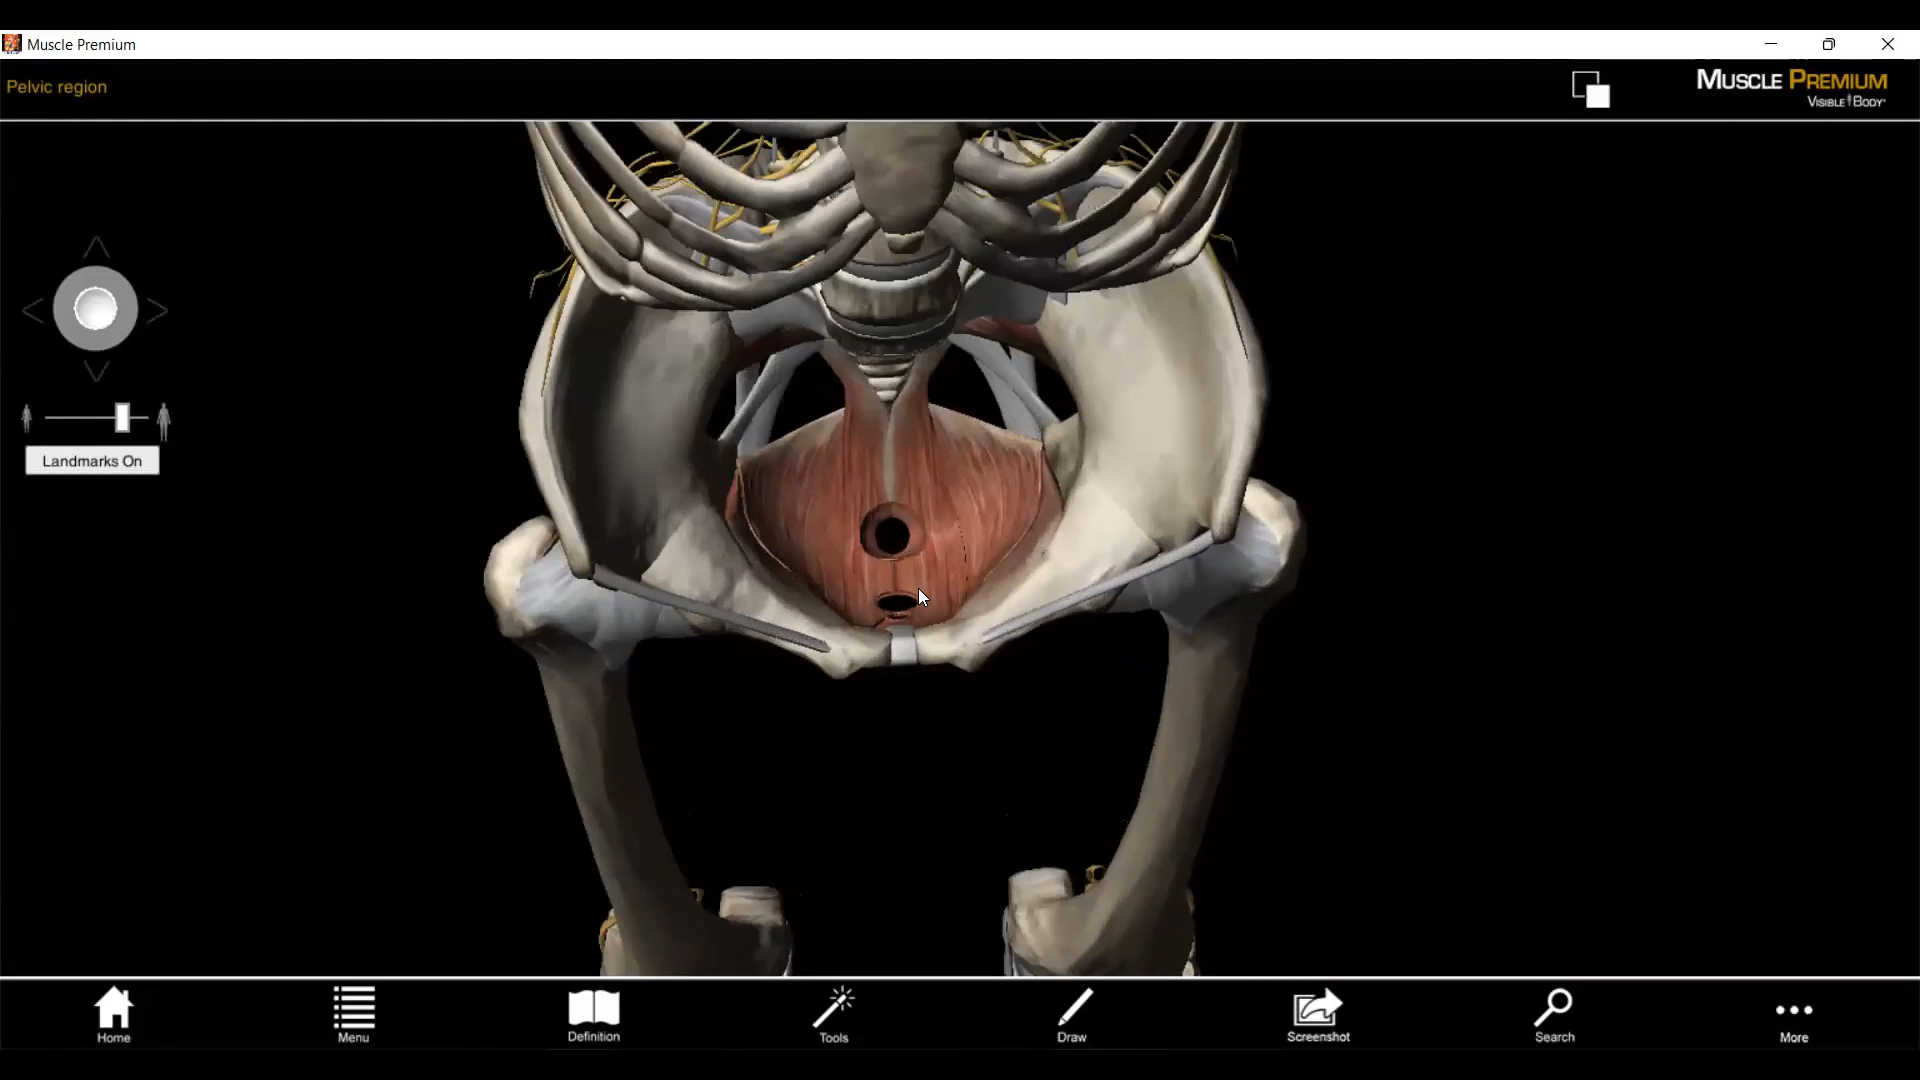 Muscle Premium
Pelvic region
MUSCLE PREMIUM
VISIBLE BODY
Landmarks On
Home
Menu
Definition
Tools
Draw
Screenshot
Search
More